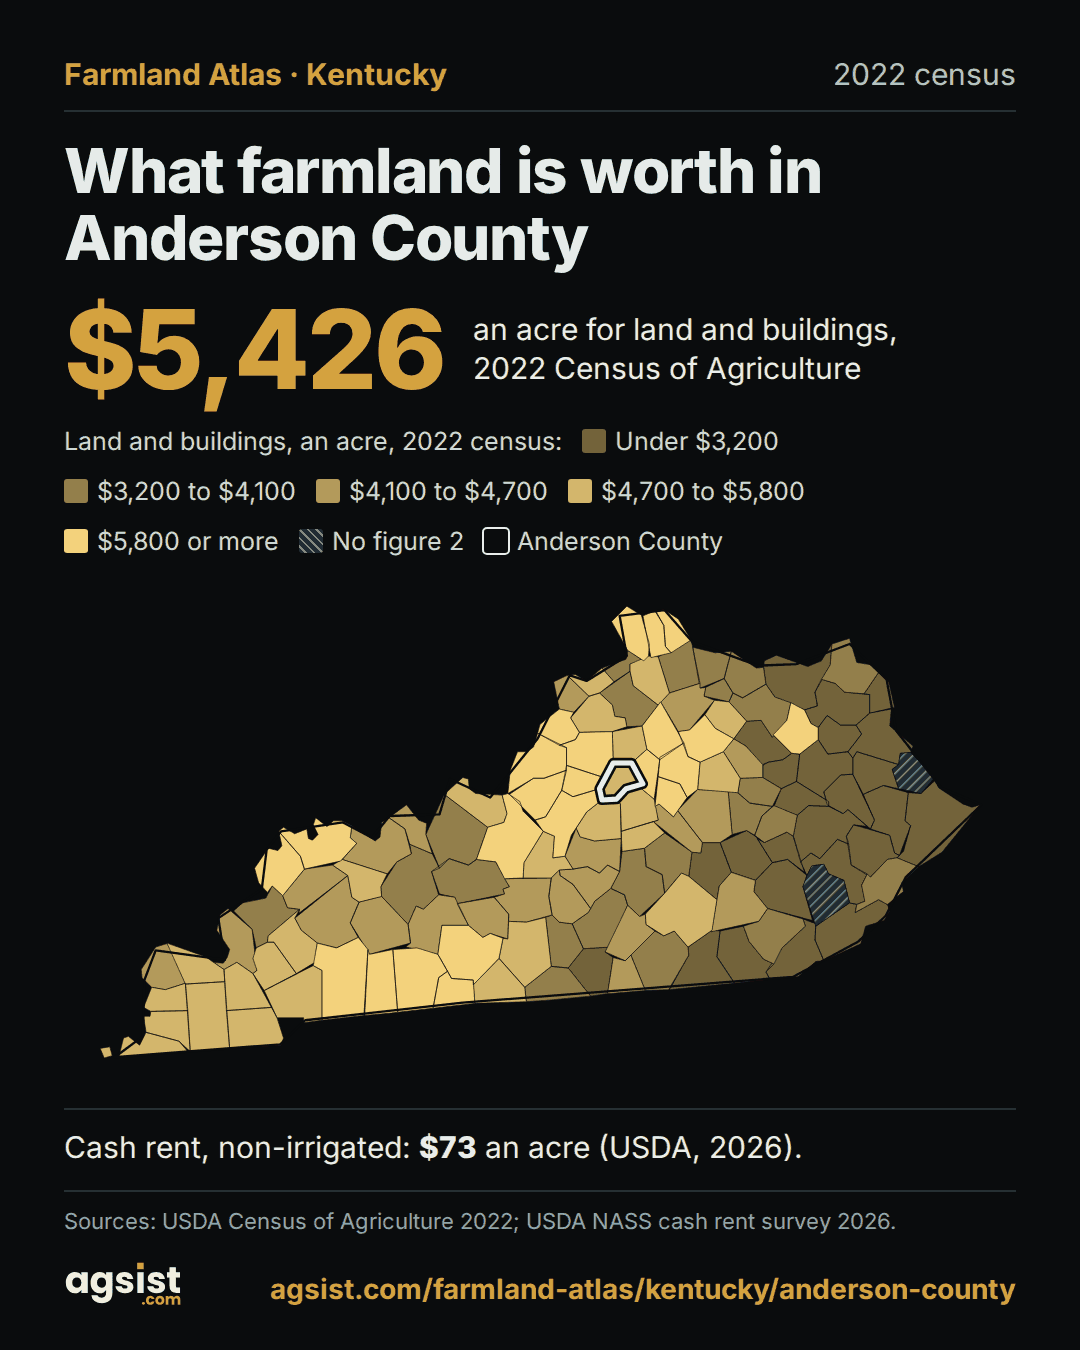 Farmland Atlas · Kentucky
2022 census
What farmland is worth in
Anderson County
$5,426
an acre for land and buildings,
2022 Census of Agriculture
Land and buildings, an acre, 2022 census: Under $3,200
$3,200 to $4,100 $4,100 to $4,700 $4,700 to $5,800
$5,800 or more No figure 2 Anderson County
Cash rent, non-irrigated: $73 an acre (USDA, 2026).
Sources: USDA Census of Agriculture 2022; USDA NASS cash rent survey 2026.
agsist
.com
agsist.com/farmland-atlas/kentucky/anderson-county